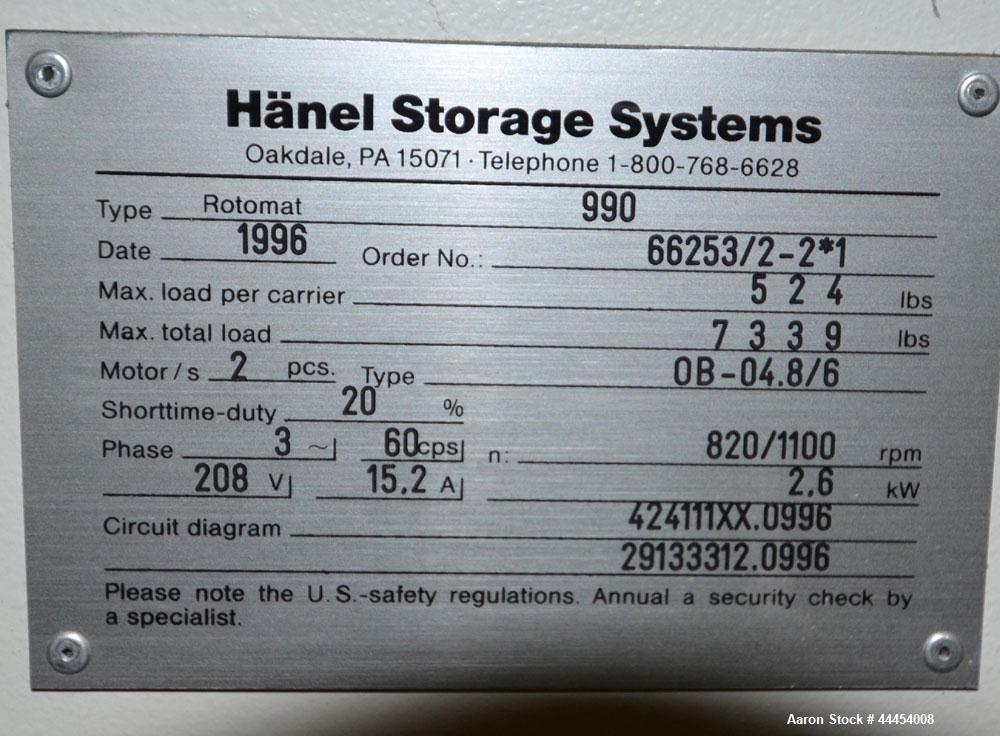 Hänel Storage Systems
Oakdale, PA 15071 · Telephone 1-800-768-6628
Type Rotomat 990
Date 1996 Order No.: 66253/2-2*1
Max. load per carrier 5 2 4 lbs
Max. total load 7 3 3 9 lbs
Motor/s 2 pcs. Type OB-04.8/6
Shorttime-duty 20 %
Phase 3 ~ 60cps n: 820/1100 rpm
208 V 15.2 A 2.6 kW
Circuit diagram 424111XX.0996
29133312.0996
Please note the U.S.-safety regulations. Annual a security check by
a specialist.
Aaron Stock # 44454008